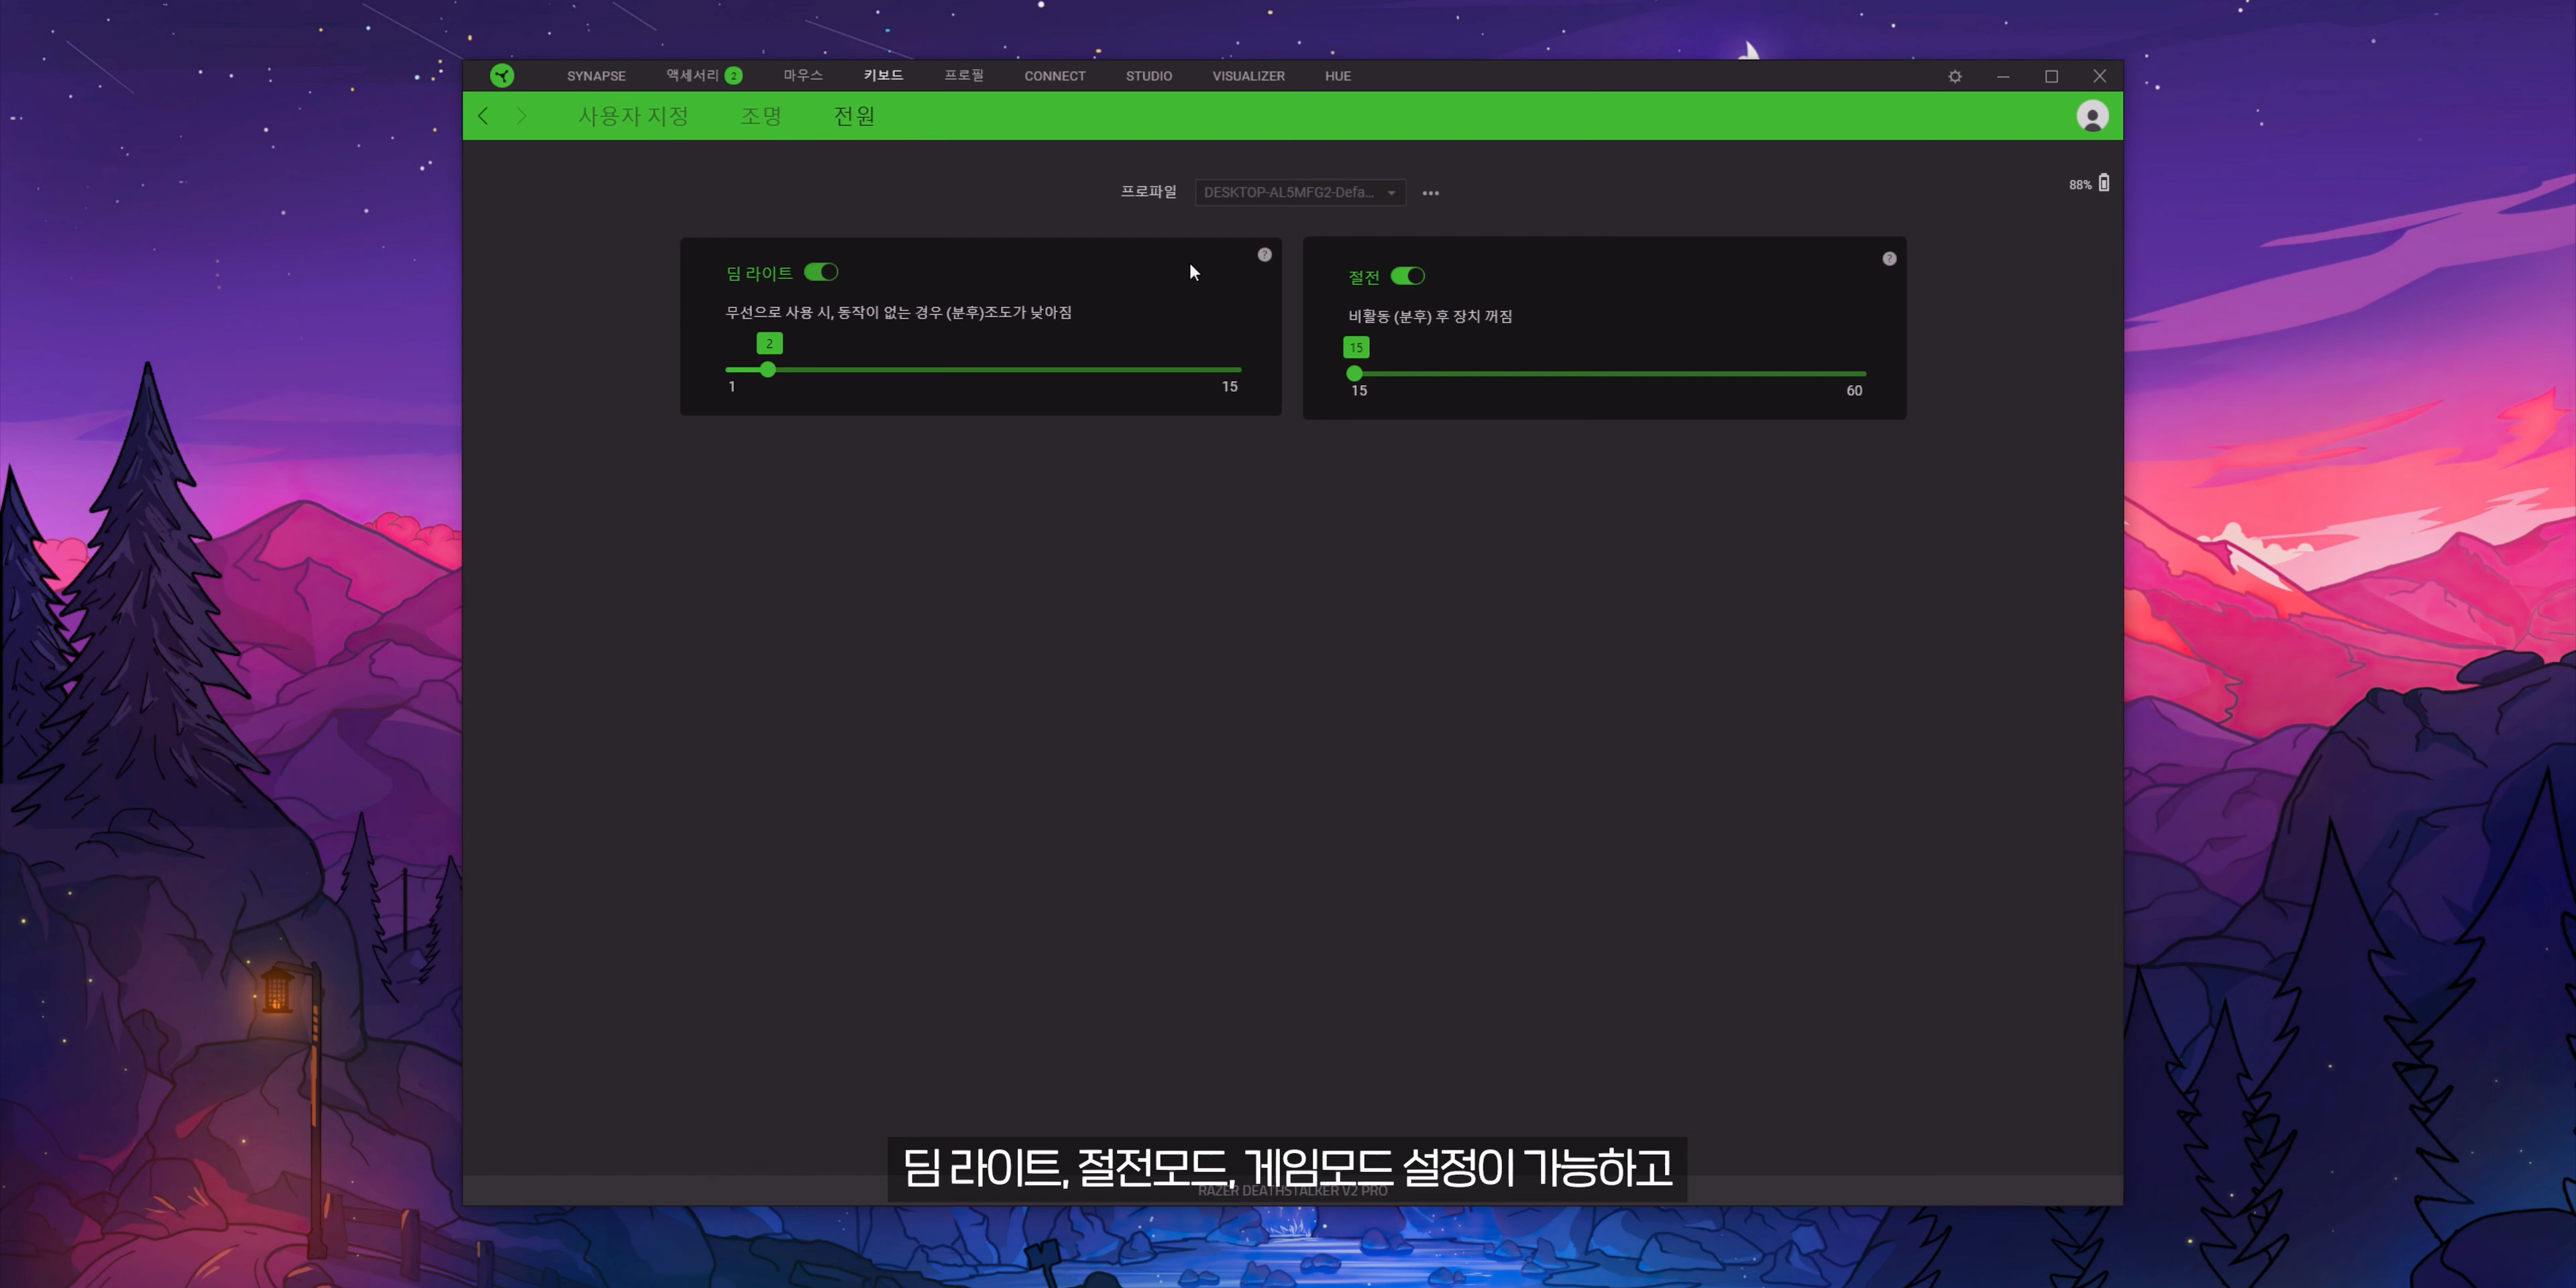 SYNAPSE 액세서리 2 마우스 키보드 프로필 CONNECT STUDIO VISUALIZER HUE
사용자 지정 조명 전원
프로파일 DESKTOP-AL5MFG2-Defa... •••
88%
딤 라이트
?
무선으로 사용 시, 동작이 없는 경우 (분후)조도가 낮아짐
2
1 15
절전
?
비활동 (분후) 후 장치 꺼짐
15
15 60
딤 라이트, 절전모드, 게임모드 설정이 가능하고
RAZER DEATHSTALKER V2 PRO